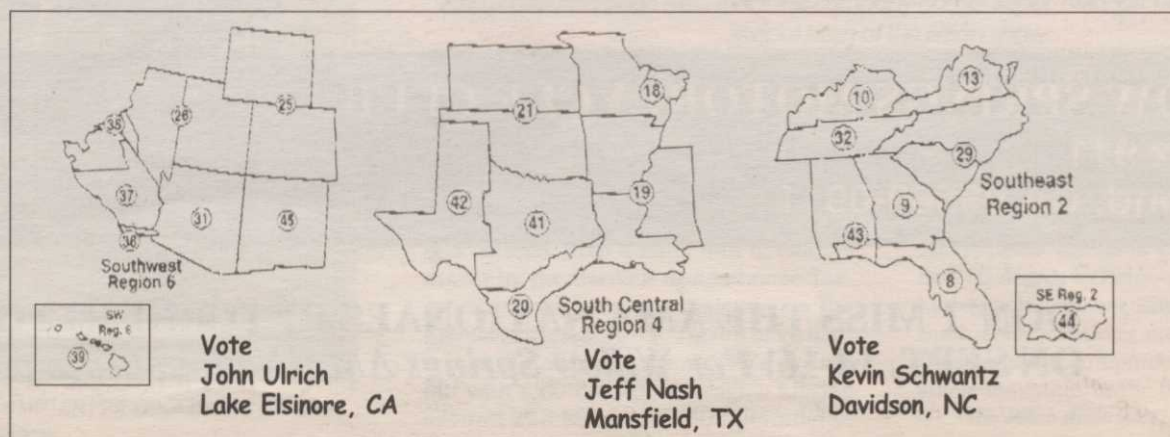 26
25
37
31
45
38
Southwest
Region 6
SW
Reg. 6
39
Vote
John Ulrich
Lake Elsinore, CA
18
21
42
19
41
20
South Central
Region 4
Vote
Jeff Nash
Mansfield, TX
13
10
32
29
Southeast
Region 2
9
43
8
SE Reg. 2
44
Vote
Kevin Schwantz
Davidson, NC